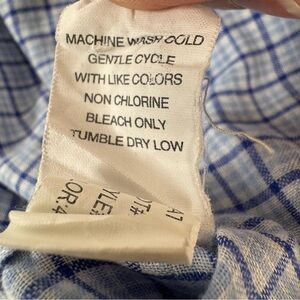 MACHINE WASH COLD
GENTLE CYCLE
WITH LIKE COLORS
NON CHLORINE
BLEACH ONLY
TUMBLE DRY LOW